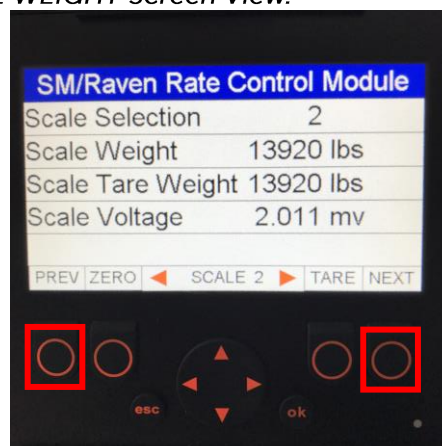 WEIGHT Screen View.
SM/Raven Rate Control Module
Scale Selection 2
Scale Weight 13920 lbs
Scale Tare Weight 13920 lbs
Scale Voltage 2.011 mv
PREV ZERO ◀ SCALE 2 ▶ TARE NEXT
esc ok